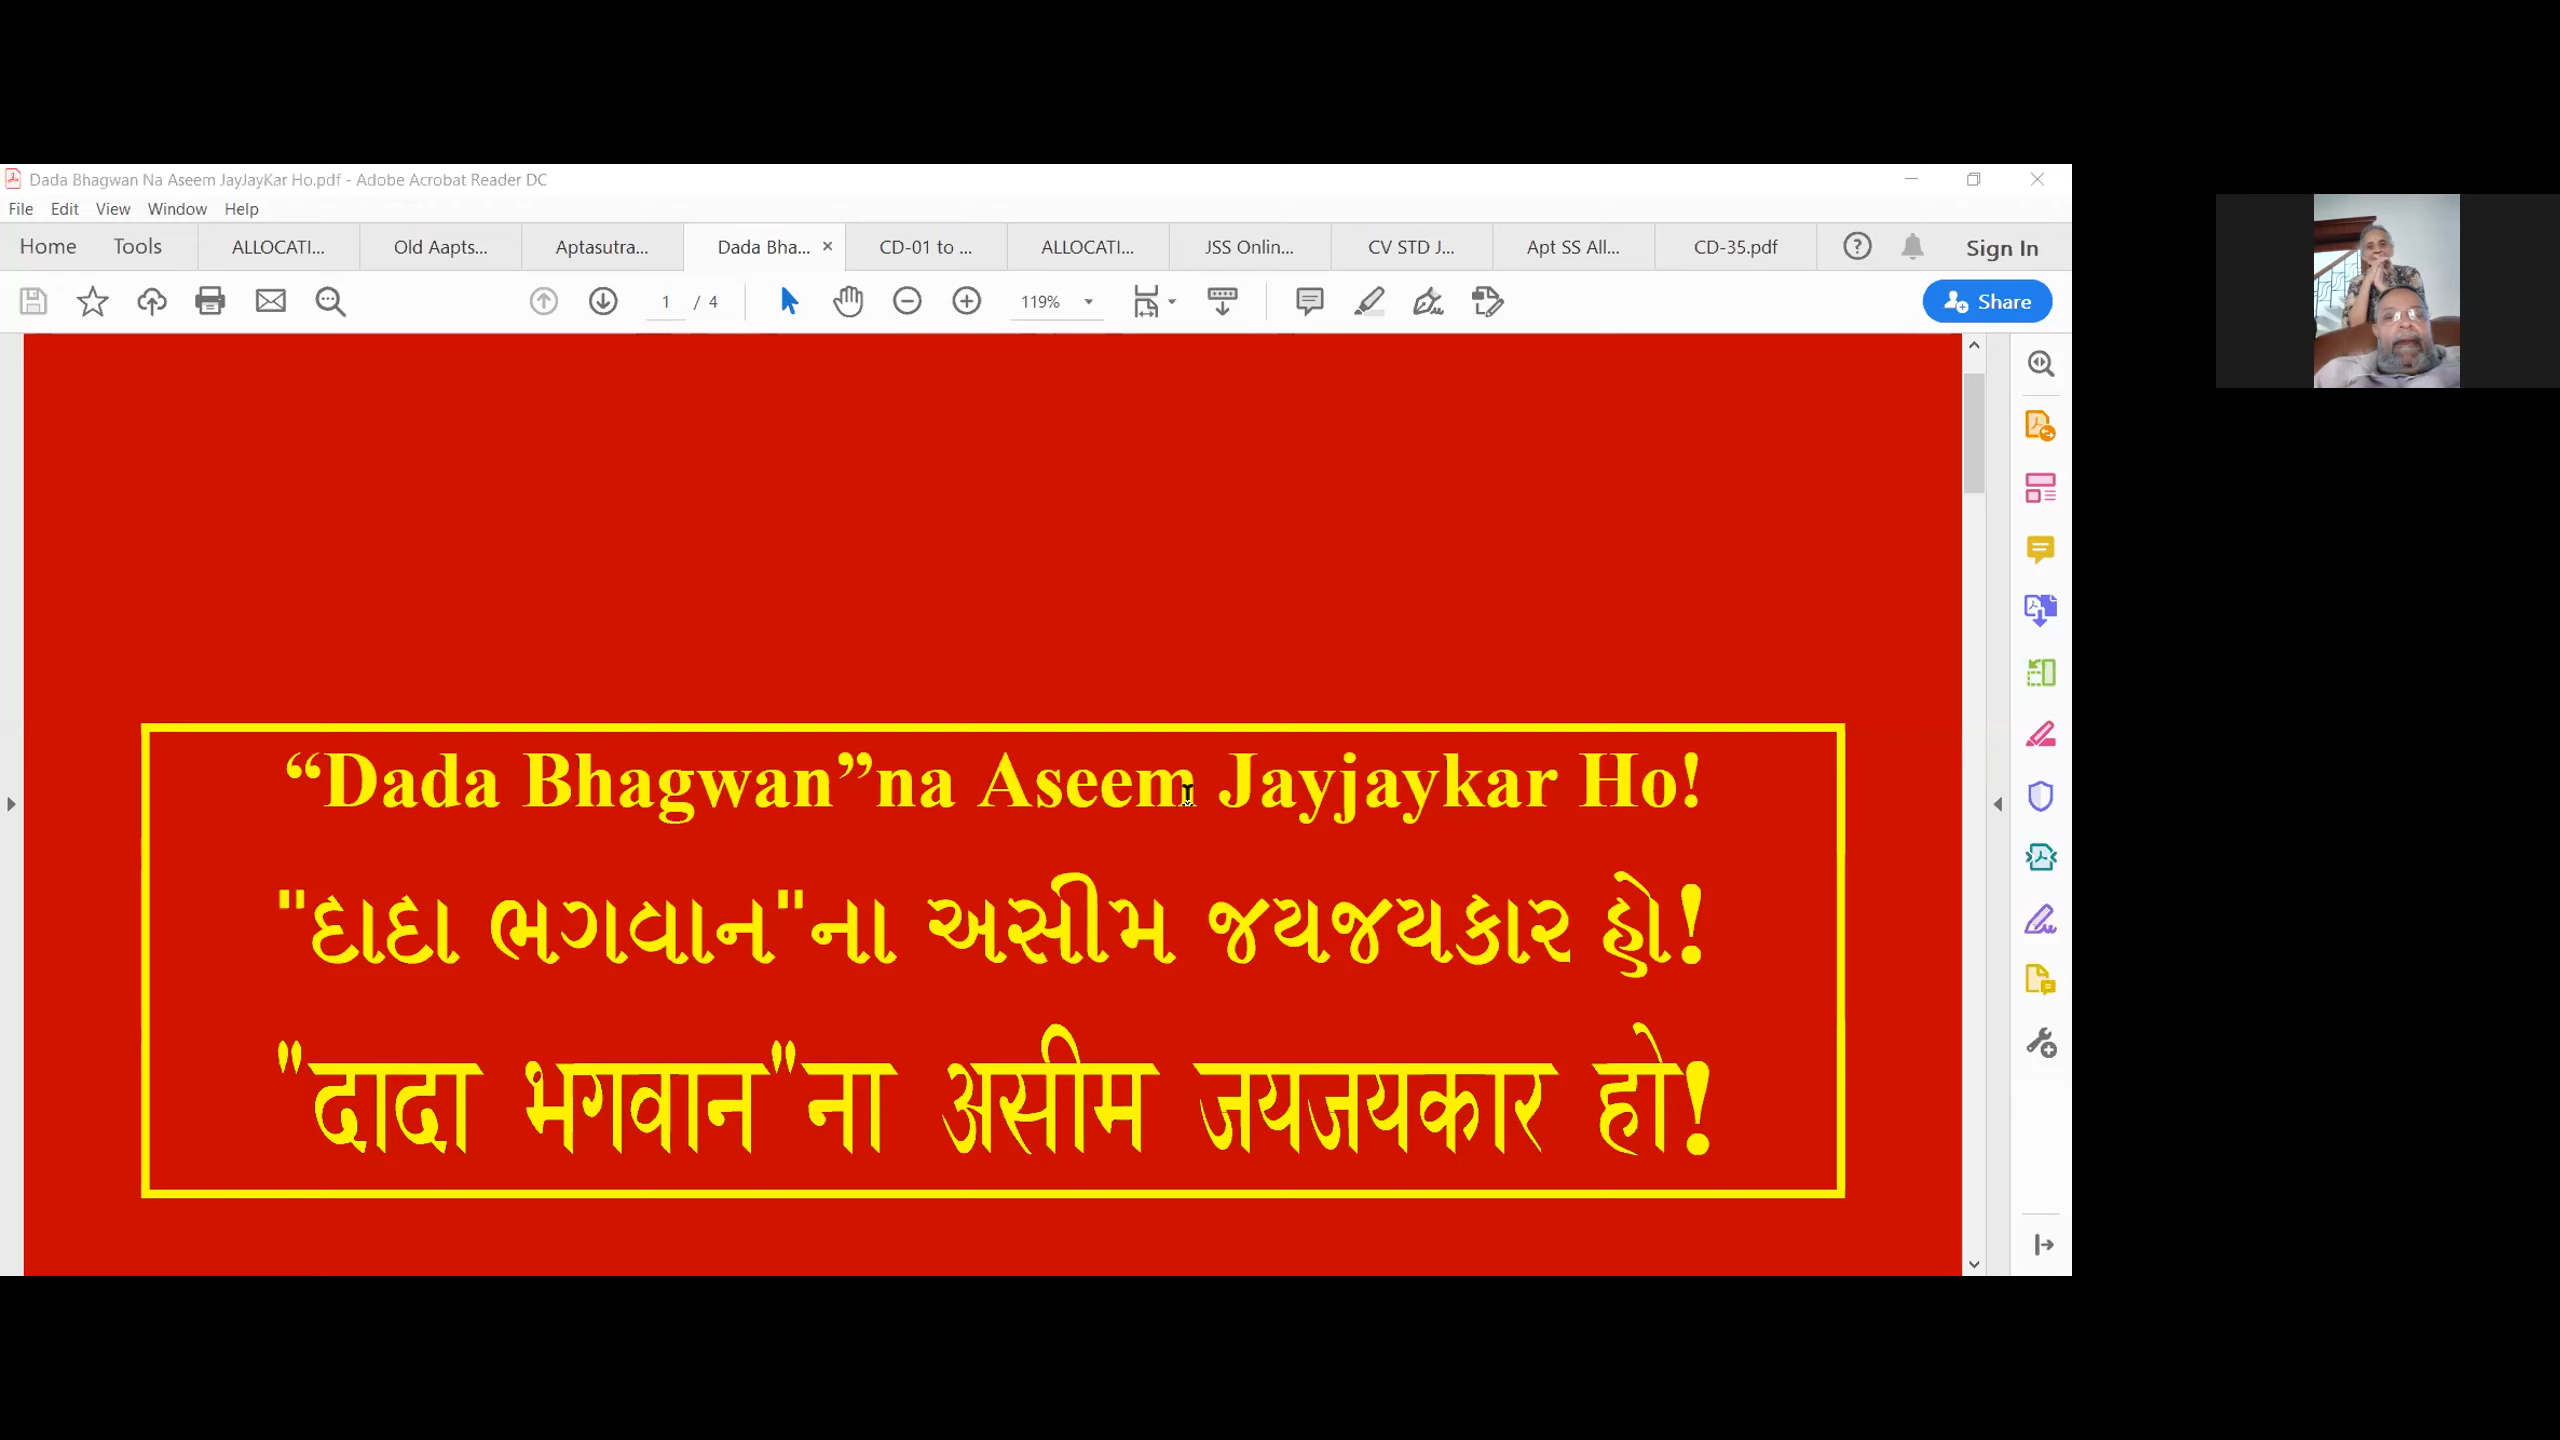 Dada Bhagwan Na Aseem JayJayKar Ho.pdf - Adobe Acrobat Reader DC
File Edit View Window Help
Home Tools ALLOCATI... Old Aapts... Aptasutra... Dada Bha... × CD-01 to ... ALLOCATI... JSS Onlin... CV STD J... Apt SS All... CD-35.pdf Sign In
1 / 4 119% Share
“Dada Bhagwan”na Aseem Jayjaykar Ho!
"દાદા ભગવાન"ના અસીમ જયજયકાર હો!
"दादा भगवान"ना असीम जयजयकार हो!